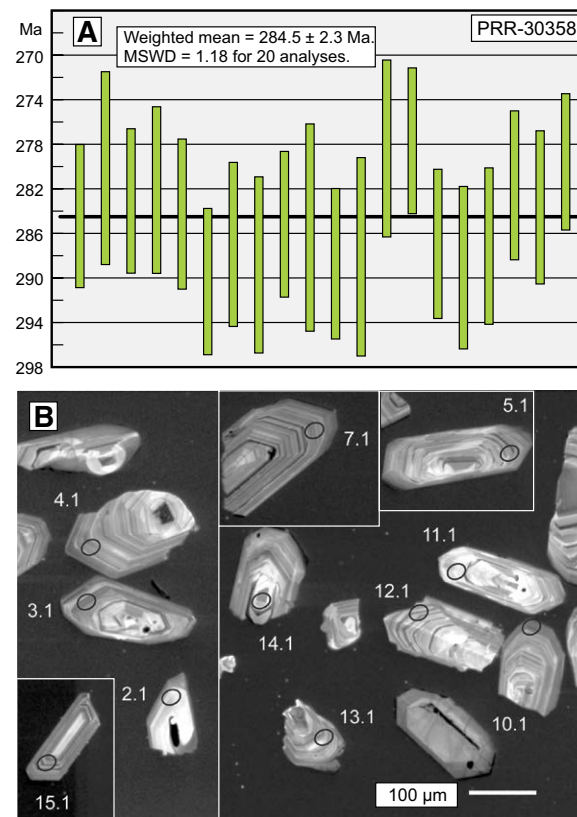 Ma
A
Weighted mean = 284.5 ± 2.3 Ma.
MSWD = 1.18 for 20 analyses.
PRR-30358
270
274
278
282
286
290
294
298
B
7.1
5.1
4.1
11.1
3.1
12.1
14.1
2.1
13.1
10.1
15.1
100 µm